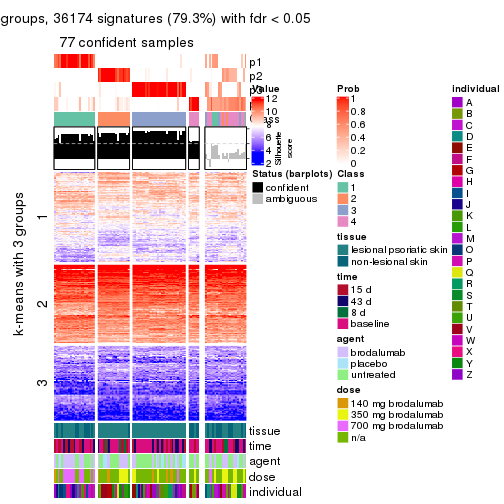 groups, 36174 signatures (79.3%) with fdr < 0.05
77 confident samples
p1
p2
p4
Value
12
10
8
6
4
2
Silhouette
score
Status (barplots)
confident
ambiguous
Prob
1
0.8
0.6
0.4
0.2
0
Class
1
2
3
4
tissue
lesional psoriatic skin
non-lesional skin
time
15 d
43 d
8 d
baseline
agent
brodalumab
placebo
untreated
dose
140 mg brodalumab
350 mg brodalumab
700 mg brodalumab
n/a
individual
A
B
C
D
E
F
G
H
I
J
K
L
M
O
P
Q
R
S
T
U
V
W
X
Y
Z
k-means with 3 groups
1
2
3
tissue
time
agent
dose
individual